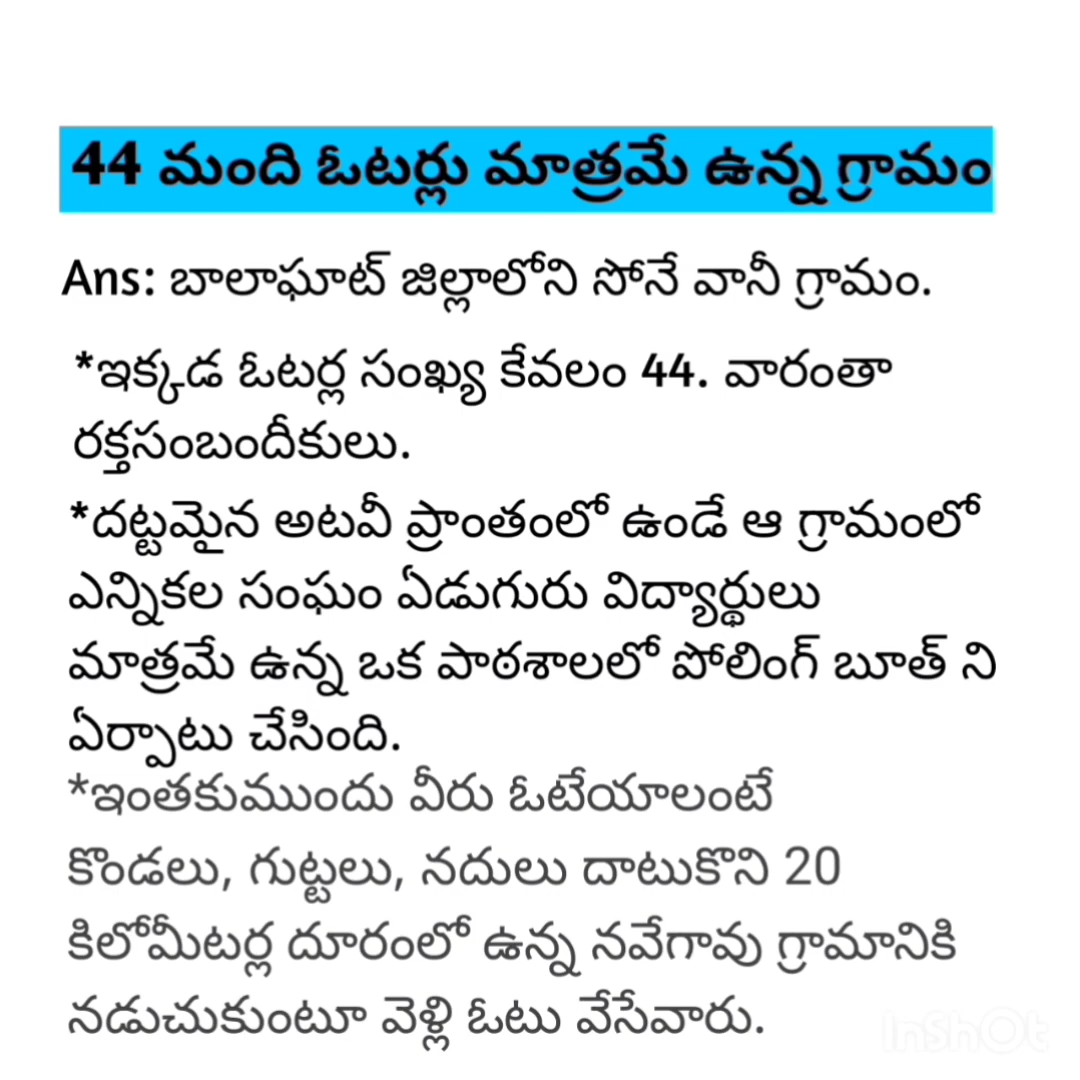 44 మంది ఓటర్లు మాత్రమే ఉన్న గ్రామం
Ans: బాలాఘాట్ జిల్లాలోని సోనే వానీ గ్రామం.
*ఇక్కడ ఓటర్ల సంఖ్య కేవలం 44. వారంతా
రక్తసంబందీకులు.
*దట్టమైన అటవీ ప్రాంతంలో ఉండే ఆ గ్రామంలో
ఎన్నికల సంఘం ఏడుగురు విద్యార్థులు
మాత్రమే ఉన్న ఒక పాఠశాలలో పోలింగ్ బూత్ ని
ఏర్పాటు చేసింది.
*ఇంతకుముందు వీరు ఓటేయాలంటే
కొండలు, గుట్టలు, నదులు దాటుకొని 20
కిలోమీటర్ల దూరంలో ఉన్న నవేగావు గ్రామానికి
నడుచుకుంటూ వెళ్లి ఓటు వేసేవారు.
InShOt